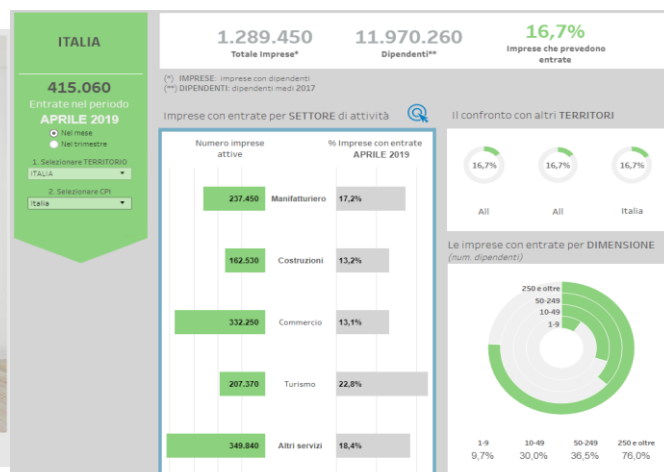 ITALIA
415.060
Entrate nel periodo
APRILE 2019
Nel mese
Nel trimestre
1. Selezionare TERRITORIO
ITALIA
2. Selezionare CPI
Italia
1.289.450
Totale Imprese*
11.970.260
Dipendenti**
16,7%
Imprese che prevedono
entrate
(*) IMPRESE: imprese con dipendenti
(**) DIPENDENTI: dipendenti medi 2017
Imprese con entrate per SETTORE di attività
Numero imprese
attive
% Imprese con entrate
APRILE 2019
237.450 Manifatturiero 17,2%
162.530 Costruzioni 13,2%
332.250 Commercio 13,1%
207.370 Turismo 22,8%
349.840 Altri servizi 18,4%
Il confronto con altri TERRITORI
16,7% 16,7% 16,7%
All All Italia
Le imprese con entrate per DIMENSIONE
(num. dipendenti)
250 e oltre
50-249
10-49
1-9
1-9 10-49 50-249 250 e oltre
9,7% 30,0% 36,5% 76,0%